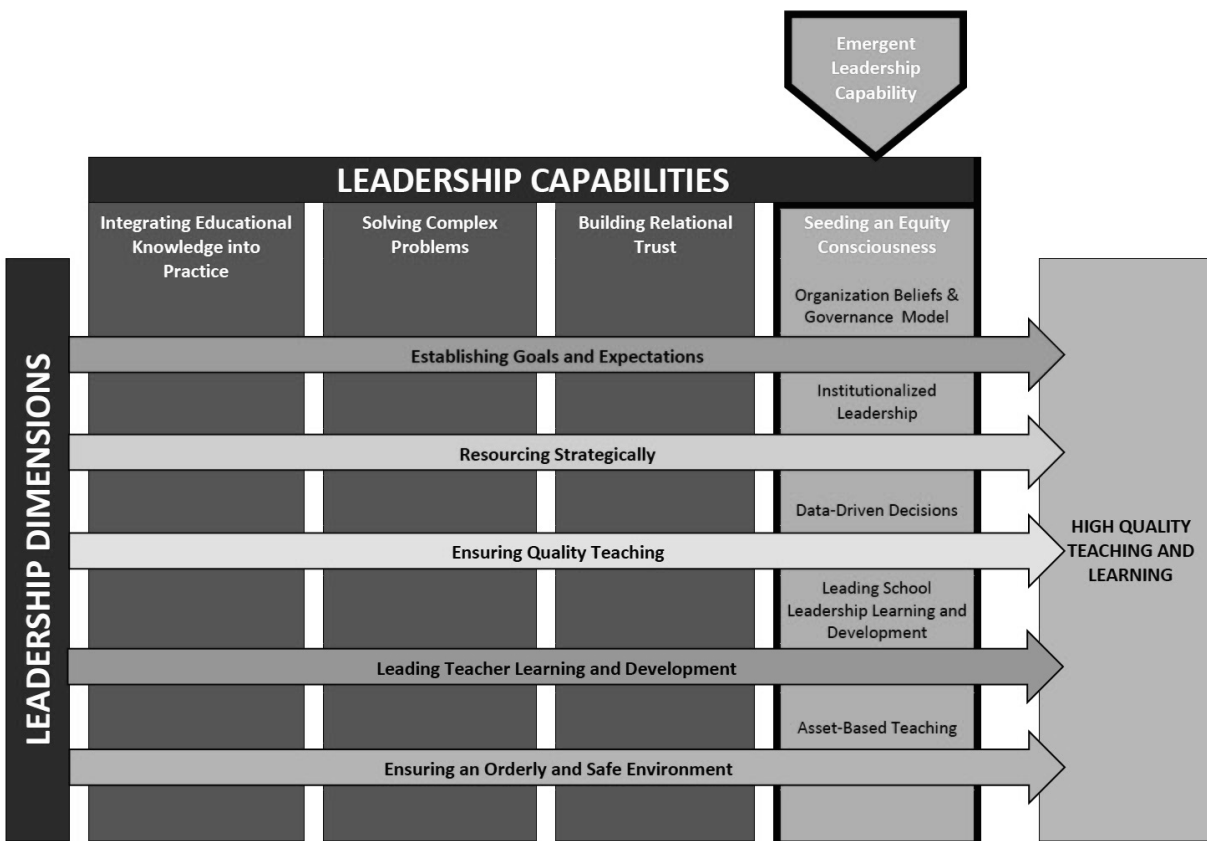 Emergent
Leadership
Capability
LEADERSHIP CAPABILITIES
Integrating Educational
Knowledge into
Practice
Solving Complex
Problems
Building Relational
Trust
Seeding an Equity
Consciousness
Organization Beliefs &
Governance Model
LEADERSHIP DIMENSIONS
Establishing Goals and Expectations
Institutionalized
Leadership
Resourcing Strategically
Data-Driven Decisions
Ensuring Quality Teaching
HIGH QUALITY
TEACHING AND
LEARNING
Leading School
Leadership Learning and
Development
Leading Teacher Learning and Development
Asset-Based Teaching
Ensuring an Orderly and Safe Environment